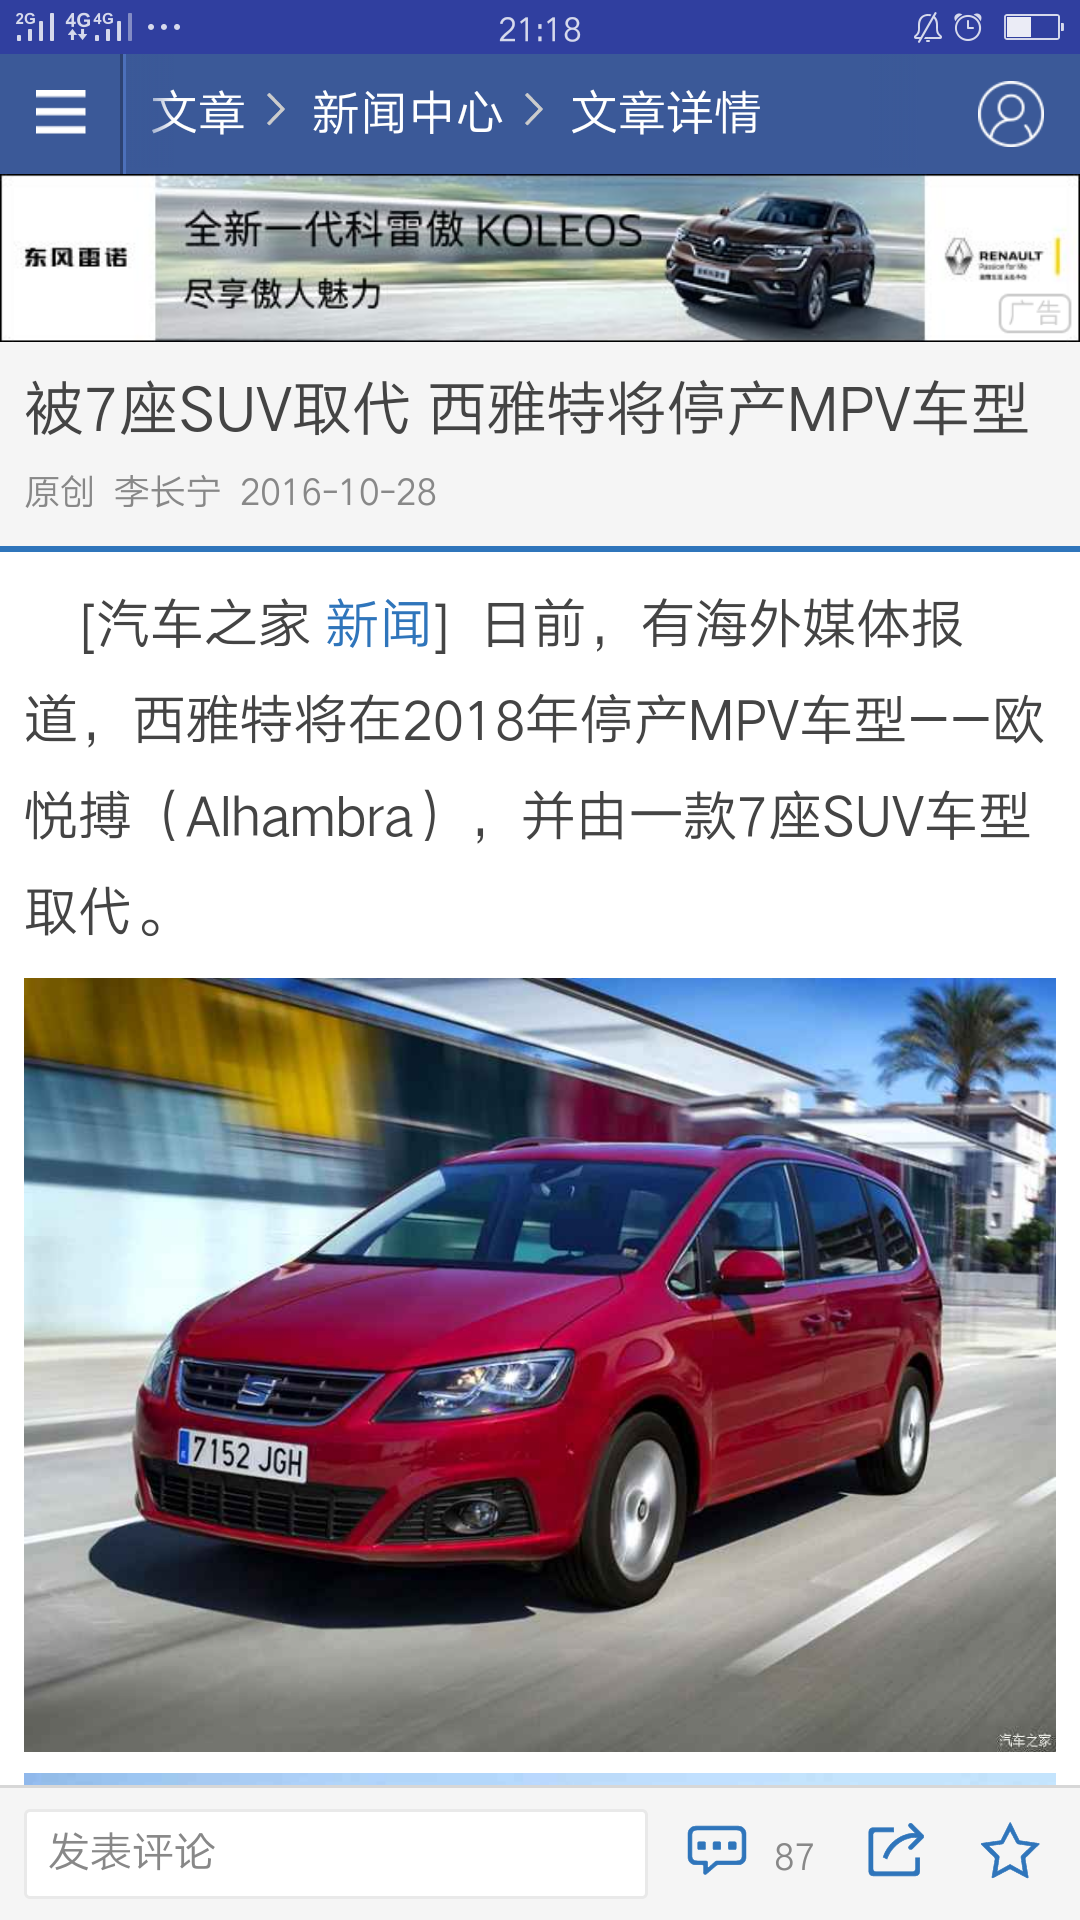 2G 4G 4G 21:18
文章 > 新闻中心 > 文章详情
东风雷诺
全新一代科雷傲 KOLEOS
尽享傲人魅力
RENAULT
Passion for life
广告
被7座SUV取代 西雅特将停产MPV车型
原创 李长宁 2016-10-28
[汽车之家 新闻] 日前，有海外媒体报
道，西雅特将在2018年停产MPV车型——欧
悦搏（Alhambra），并由一款7座SUV车型
取代。
7152 JGH
汽车之家
发表评论 87